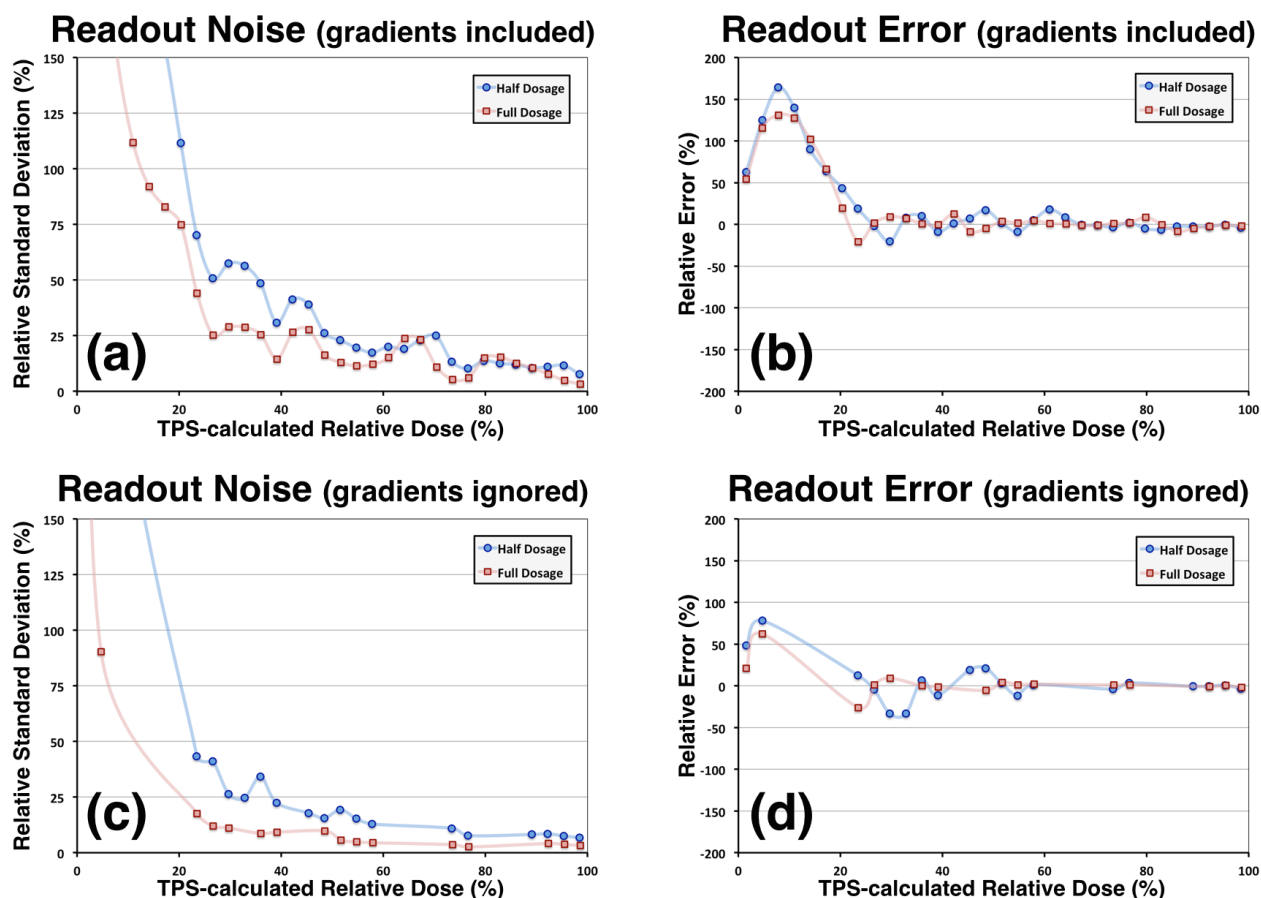 Readout Noise (gradients included)
Relative Standard Deviation (%)
150
125
100
75
50
25
0
Half Dosage
Full Dosage
(a)
0 20 40 60 80 100
TPS-calculated Relative Dose (%)
Readout Error (gradients included)
Relative Error (%)
200
150
100
50
0
-50
-100
-150
-200
Half Dosage
Full Dosage
(b)
0 20 40 60 80 100
TPS-calculated Relative Dose (%)
Readout Noise (gradients ignored)
Relative Standard Deviation (%)
150
125
100
75
50
25
0
Half Dosage
Full Dosage
(c)
0 20 40 60 80 100
TPS-calculated Relative Dose (%)
Readout Error (gradients ignored)
Relative Error (%)
200
150
100
50
0
-50
-100
-150
-200
Half Dosage
Full Dosage
(d)
0 20 40 60 80 100
TPS-calculated Relative Dose (%)